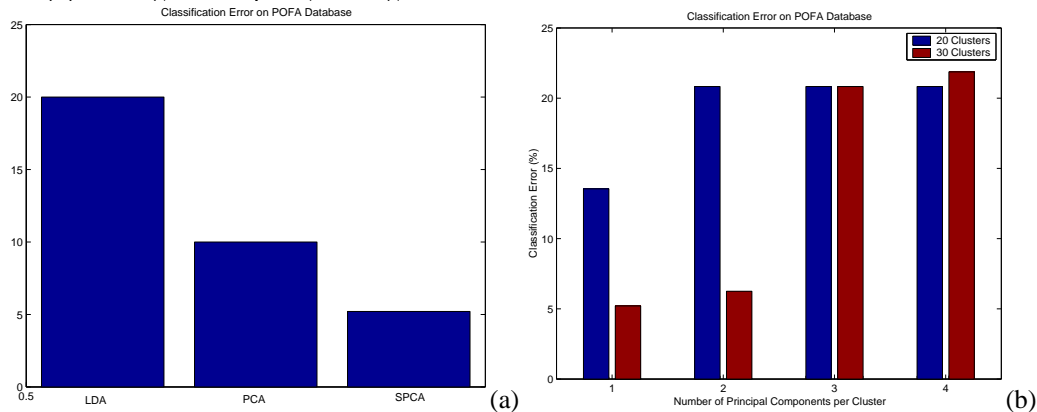 Classification Error on POFA Database
25
20
15
10
5
0
0.5
LDA
PCA
SPCA
(a)
Classification Error on POFA Database
25
20
15
10
5
0
Classification Error (%)
20 Clusters
30 Clusters
1
2
3
4
Number of Principal Components per Cluster
(b)